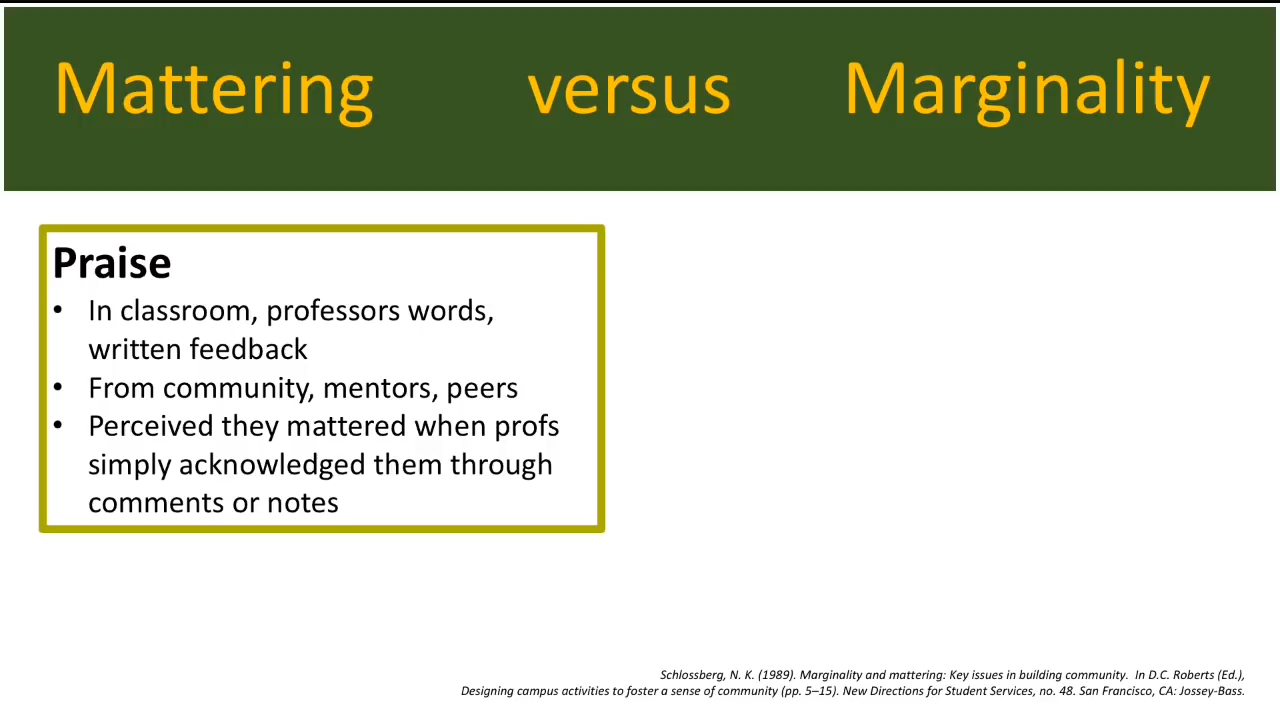 Mattering versus Marginality
Praise
• In classroom, professors words,
written feedback
• From community, mentors, peers
• Perceived they mattered when profs
simply acknowledged them through
comments or notes
Schlossberg, N. K. (1989). Marginality and mattering: Key issues in building community. In D.C. Roberts (Ed.),
Designing campus activities to foster a sense of community (pp. 5–15). New Directions for Student Services, no. 48. San Francisco, CA: Jossey-Bass.